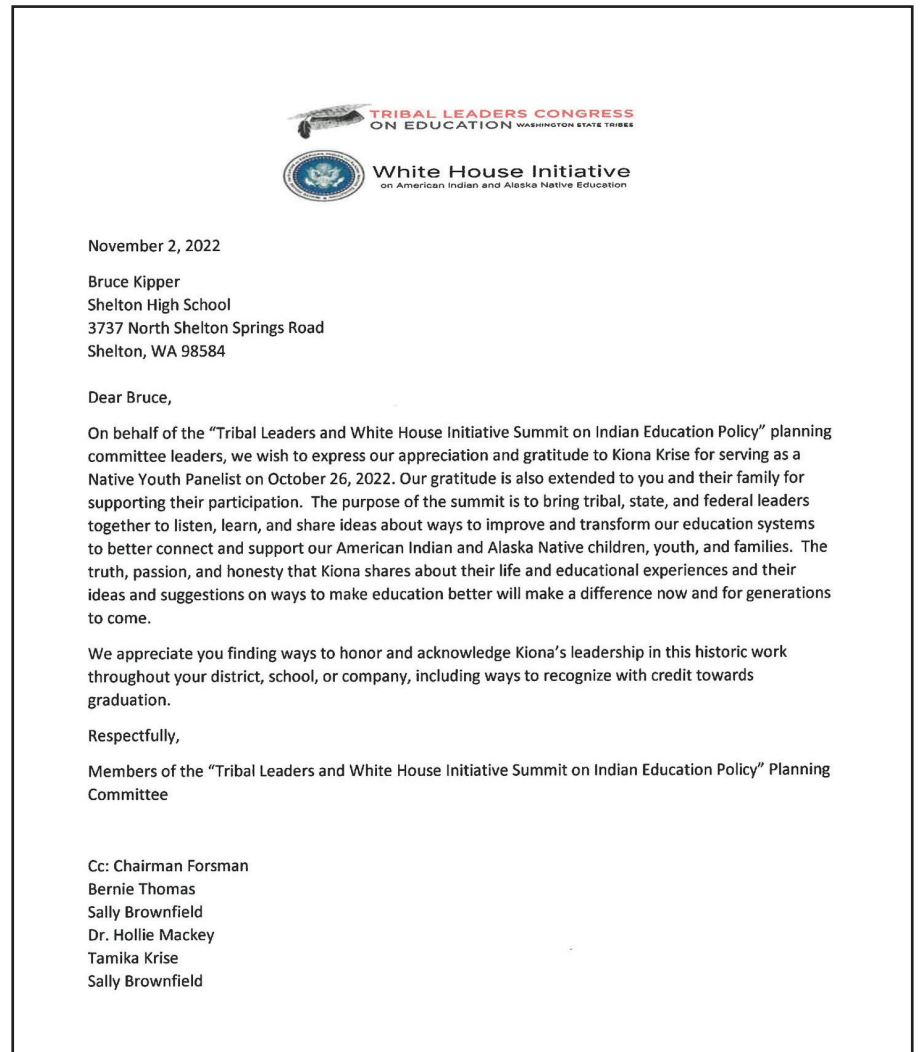 TRIBAL LEADERS CONGRESS
ON EDUCATION WASHINGTON STATE TRIBES
White House Initiative
on American Indian and Alaska Native Education
November 2, 2022
Bruce Kipper
Shelton High School
3737 North Shelton Springs Road
Shelton, WA 98584
Dear Bruce,
On behalf of the "Tribal Leaders and White House Initiative Summit on Indian Education Policy" planning
committee leaders, we wish to express our appreciation and gratitude to Kiona Krise for serving as a
Native Youth Panelist on October 26, 2022. Our gratitude is also extended to you and their family for
supporting their participation.  The purpose of the summit is to bring tribal, state, and federal leaders
together to listen, learn, and share ideas about ways to improve and transform our education systems
to better connect and support our American Indian and Alaska Native children, youth, and families.  The
truth, passion, and honesty that Kiona shares about their life and educational experiences and their
ideas and suggestions on ways to make education better will make a difference now and for generations
to come.
We appreciate you finding ways to honor and acknowledge Kiona's leadership in this historic work
throughout your district, school, or company, including ways to recognize with credit towards
graduation.
Respectfully,
Members of the "Tribal Leaders and White House Initiative Summit on Indian Education Policy" Planning
Committee
Cc: Chairman Forsman
Bernie Thomas
Sally Brownfield
Dr. Hollie Mackey
Tamika Krise
Sally Brownfield